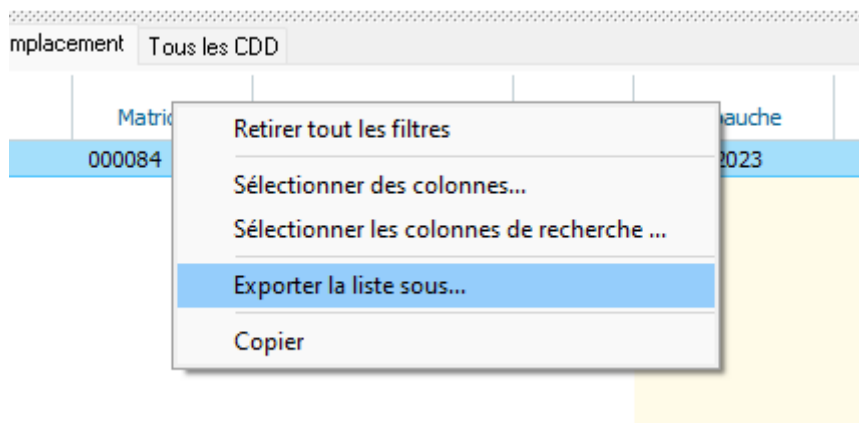 mplacement Tous les CDD
Matric auche
Retirer tout les filtres
000084 2023
Sélectionner des colonnes...
Sélectionner les colonnes de recherche ...
Exporter la liste sous...
Copier